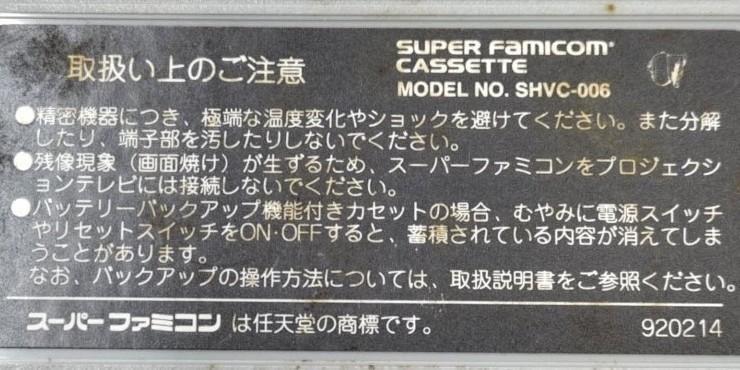 取扱い上のご注意
SUPER FAMICOM
CASSETTE
MODEL NO. SHVC-006
●精密機器につき、極端な温度変化やショックを避けてください。また分解
したり、端子部を汚したりしないでください。
●残像現象（画面焼け）が生ずるため、スーパーファミコンをプロジェクシ
ョンテレビには接続しないでください。
●バッテリーバックアップ機能付きカセットの場合、むやみに電源スイッチ
やリセットスイッチをON·OFFすると、蓄積されている内容が消えてしま
うことがあります。
なお、バックアップの操作方法については、取扱説明書をご参照ください。
スーパーファミコン は任天堂の商標です。
920214